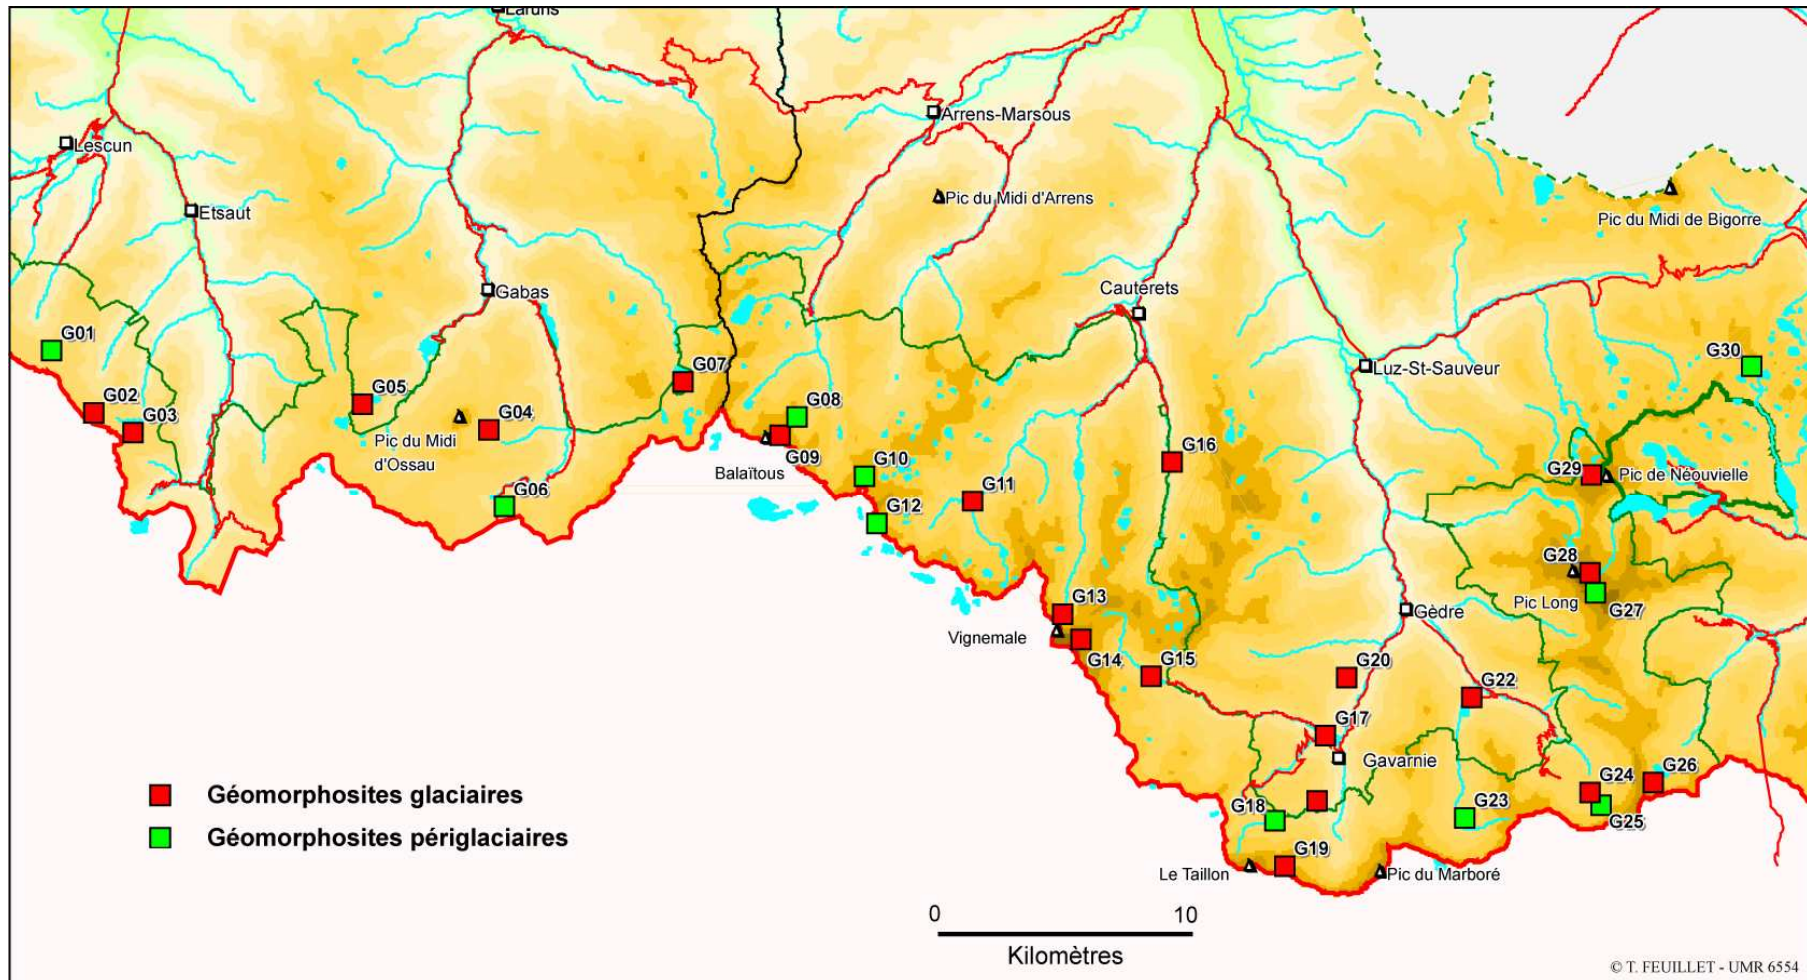 Laruns
Arrens-Marsous
Lescun
Pic du Midi d'Arrens
Pic du Midi de Bigorre
Etsaut
Gabas
Cauterets
G01
G30
Luz-St-Sauveur
G07
G05
G02
G08
G04
G03
Pic du Midi
d'Ossau
G09
G16
Balaïtous
G10
G29
Pic de Néouvielle
G06
G11
G12
G28
Pic Long
G27
G13
Gèdre
Vignemale
G14
G15
G20
G22
G17
Gavarnie
G24
G26
Géomorphosites glaciaires
G18
G23
G25
Géomorphosites périglaciaires
G19
Le Taillon
Pic du Marboré
0
10
Kilomètres
© T. FEUILLET - UMR 6554